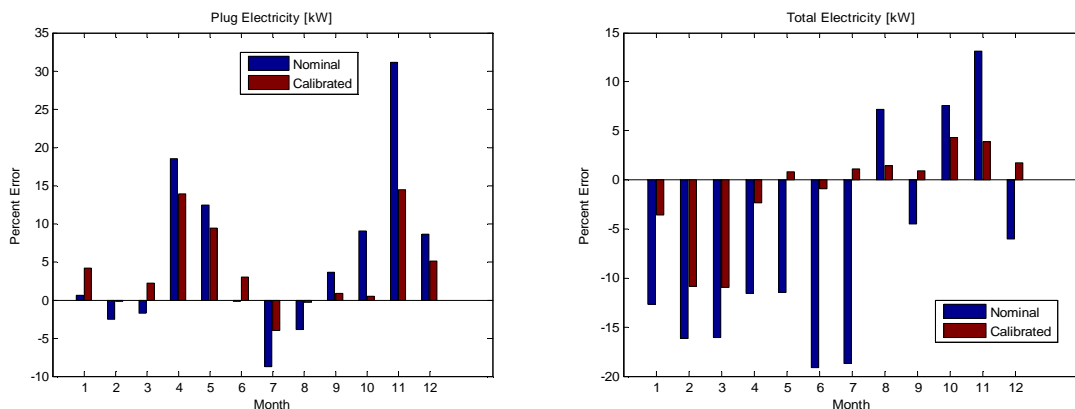 Plug Electricity [kW]
35
30
25
20
15
10
5
0
-5
-10
Percent Error
Nominal
Calibrated
1 2 3 4 5 6 7 8 9 10 11 12
Month
Total Electricity [kW]
15
10
5
0
-5
-10
-15
-20
Percent Error
Nominal
Calibrated
1 2 3 4 5 6 7 8 9 10 11 12
Month